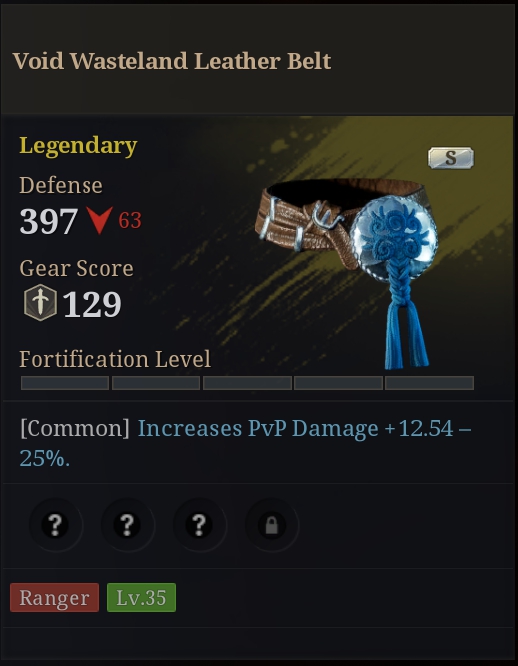 Void Wasteland Leather Belt
Legendary
S
Defense
397 63
Gear Score
129
Fortification Level
[Common] Increases PvP Damage +12.54 –
25%.
? ? ?
Ranger Lv.35